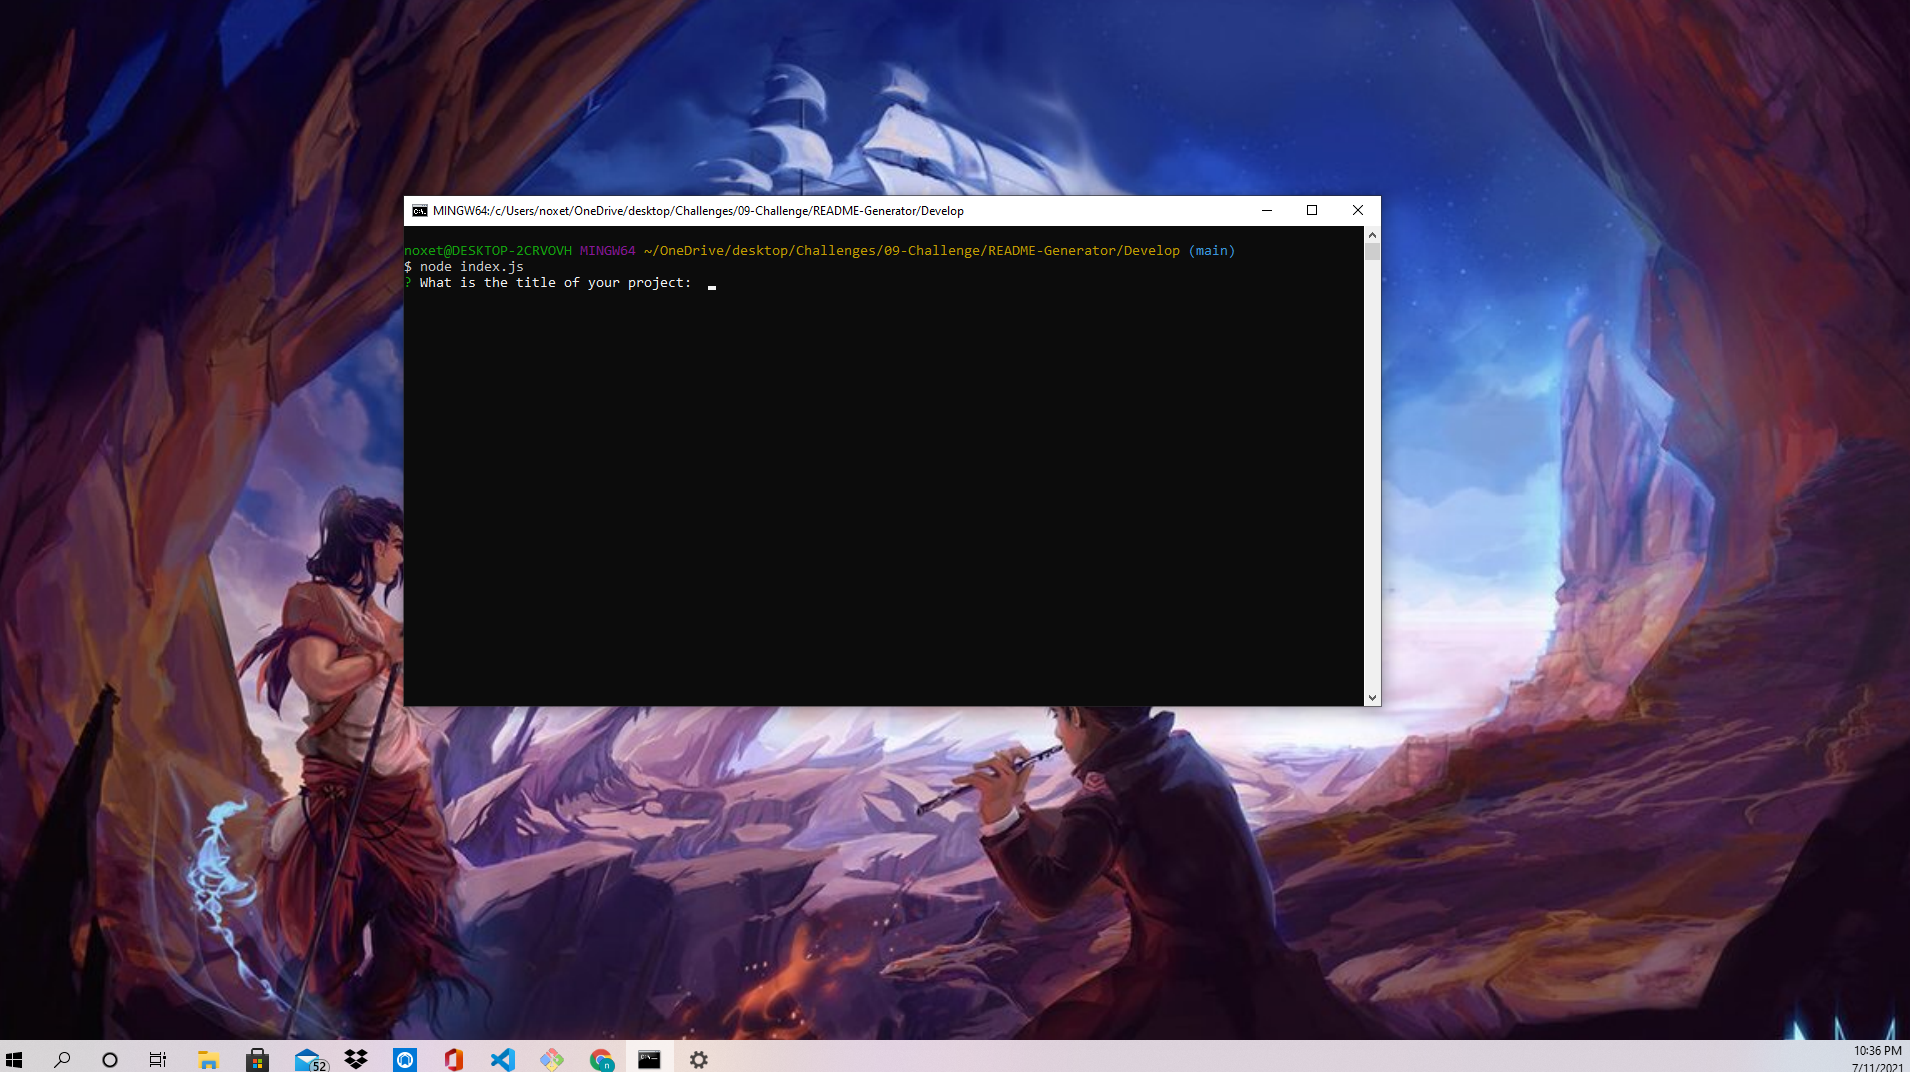 MINGW64:/c/Users/noxet/OneDrive/desktop/Challenges/09-Challenge/README-Generator/Develop
noxet@DESKTOP-2CRVOVH MINGW64 ~/OneDrive/desktop/Challenges/09-Challenge/README-Generator/Develop (main)
$ node index.js
? What is the title of your project:
52
n
10:36 PM
7/11/2021